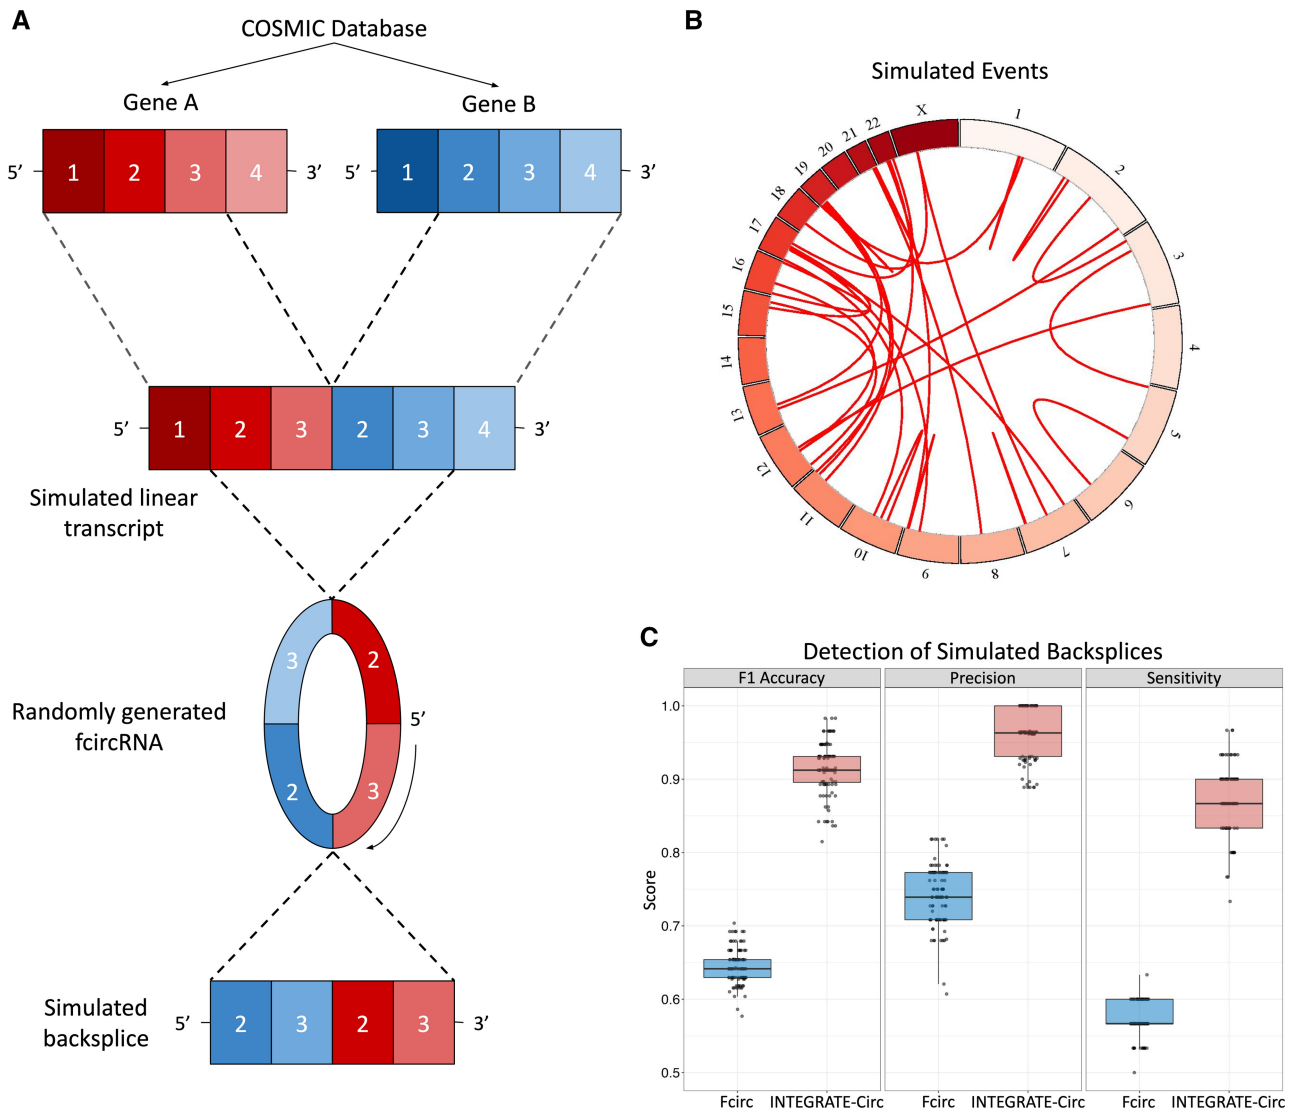 A
COSMIC Database
Gene A
Gene B
5’ 1 2 3 4 3’
5’ 1 2 3 4 3’
5’ 1 2 3 2 3 4 3’
Simulated linear
transcript
3 2
Randomly generated
fcircRNA
5’
2 3
Simulated
backsplice
5’ 2 3 2 3 3’
B
Simulated Events
X 1 2 3 4 5 6 7 8 9 10 11 12 13 14 15 16 17 18 19 20 21 22
C
Detection of Simulated Backsplices
F1 Accuracy Precision Sensitivity
Score
1.0
0.9
0.8
0.7
0.6
0.5
Fcirc INTEGRATE-Circ Fcirc INTEGRATE-Circ Fcirc INTEGRATE-Circ